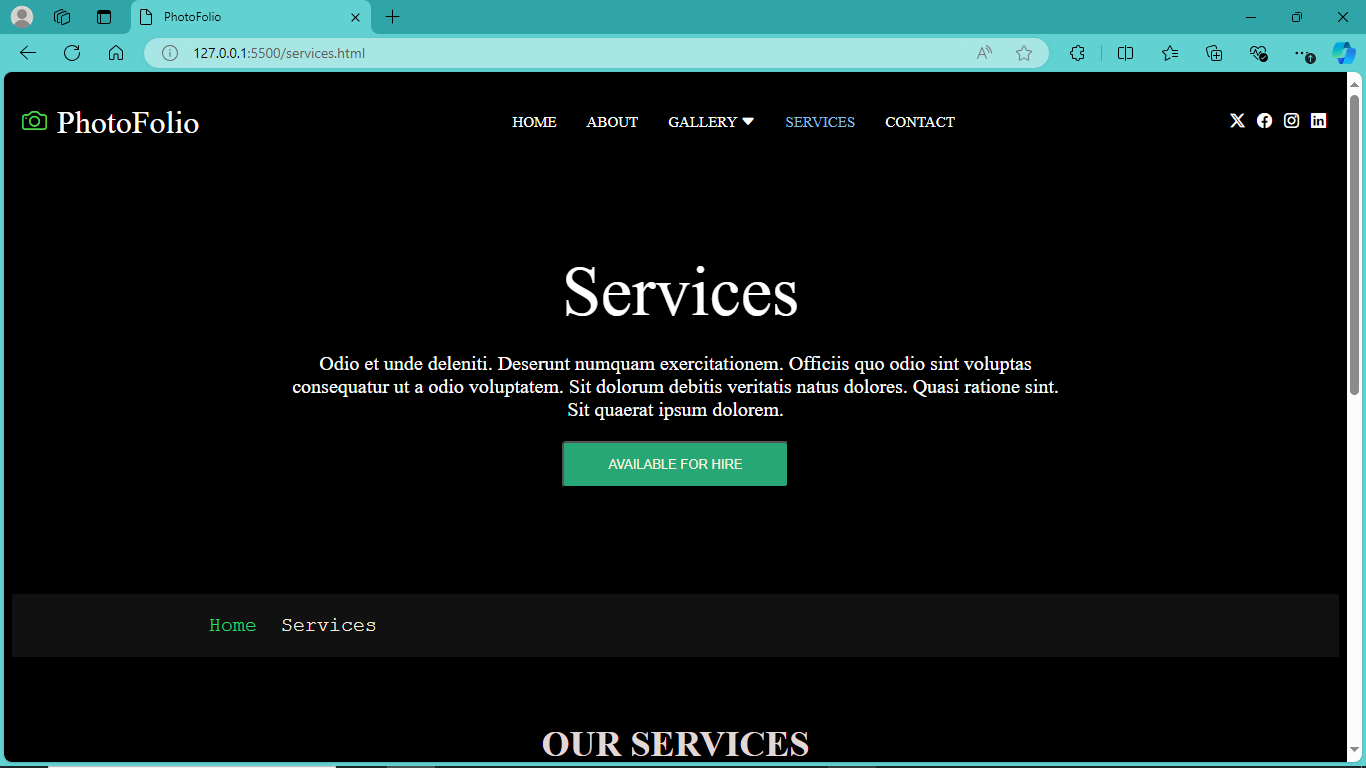 PhotoFolio
127.0.0.1:5500/services.html
PhotoFolio
HOME ABOUT GALLERY SERVICES CONTACT
Services
Odio et unde deleniti. Deserunt numquam exercitationem. Officiis quo odio sint voluptas
consequatur ut a odio voluptatem. Sit dolorum debitis veritatis natus dolores. Quasi ratione sint.
Sit quaerat ipsum dolorem.
AVAILABLE FOR HIRE
Home Services
OUR SERVICES